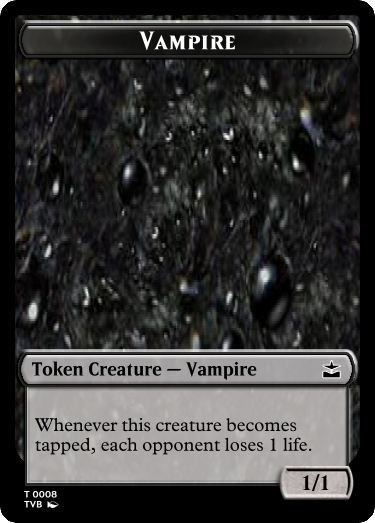 Vampire
Token Creature — Vampire
Whenever this creature becomes
tapped, each opponent loses 1 life.
1/1
T 0008
TVB